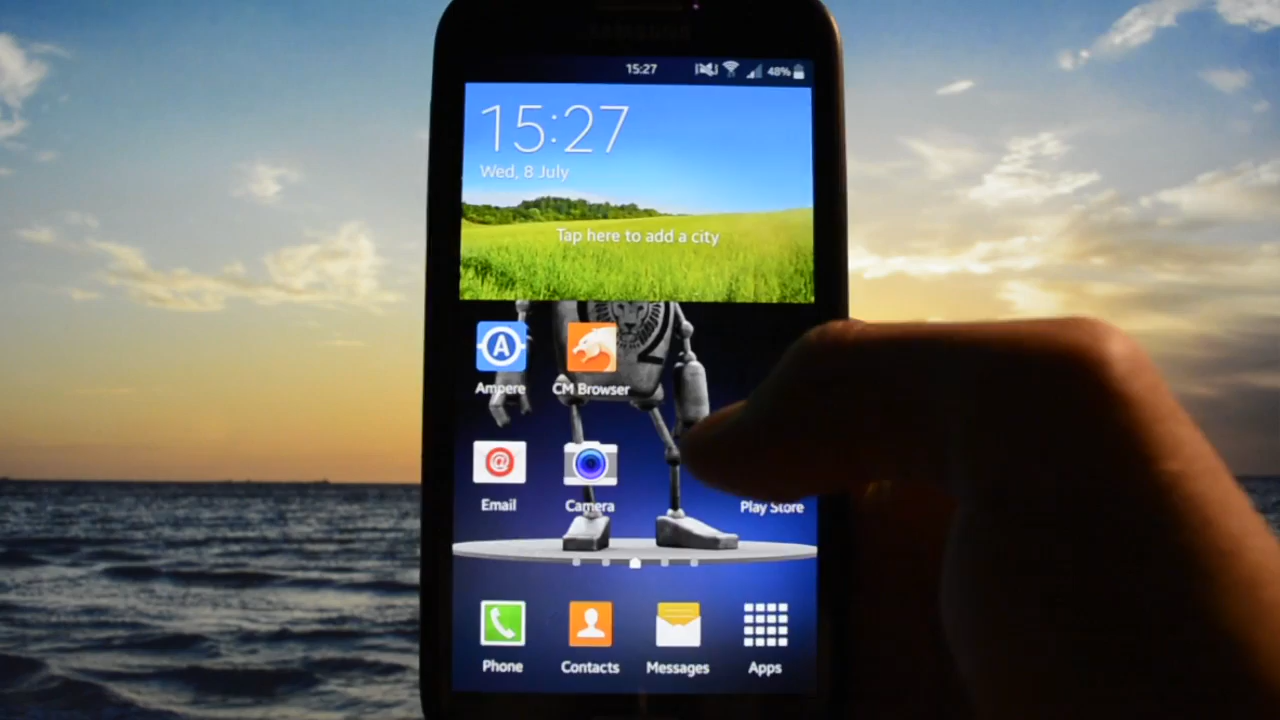 SAMSUNG
15:27 48%
15:27
Wed, 8 July
Tap here to add a city
A
Ampere CM Browser
@
Email Camera Play Store
Phone Contacts Messages Apps